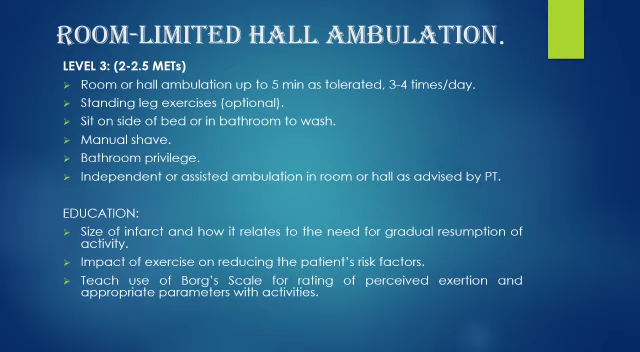 ROOM-LIMITED HALL AMBULATION.
LEVEL 3: (2-2.5 METs)
Room or hall ambulation up to 5 min as tolerated, 3-4 times/day.
Standing leg exercises (optional).
Sit on side of bed or in bathroom to wash.
Manual shave.
Bathroom privilege.
Independent or assisted ambulation in room or hall as advised by PT.
EDUCATION:
Size of infarct and how it relates to the need for gradual resumption of
activity.
Impact of exercise on reducing the patient's risk factors.
Teach use of Borg's Scale for rating of perceived exertion and
appropriate parameters with activities.